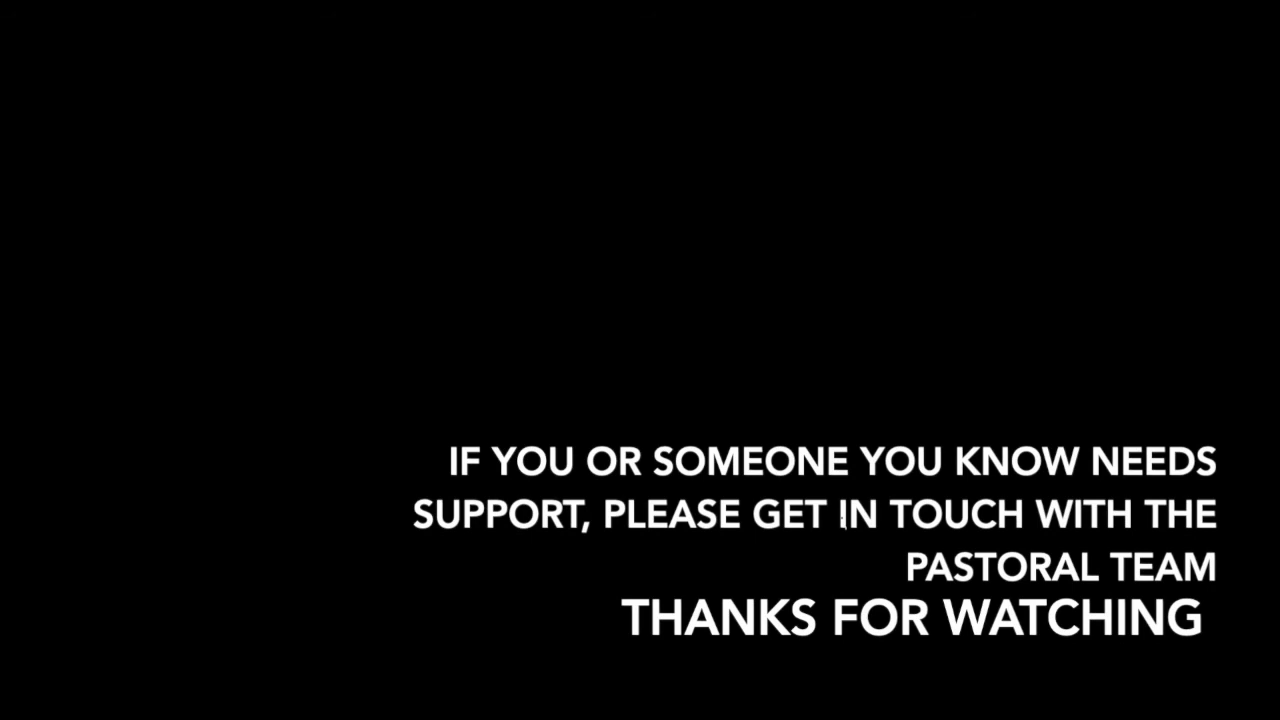 IF YOU OR SOMEONE YOU KNOW NEEDS
SUPPORT, PLEASE GET IN TOUCH WITH THE
PASTORAL TEAM
THANKS FOR WATCHING